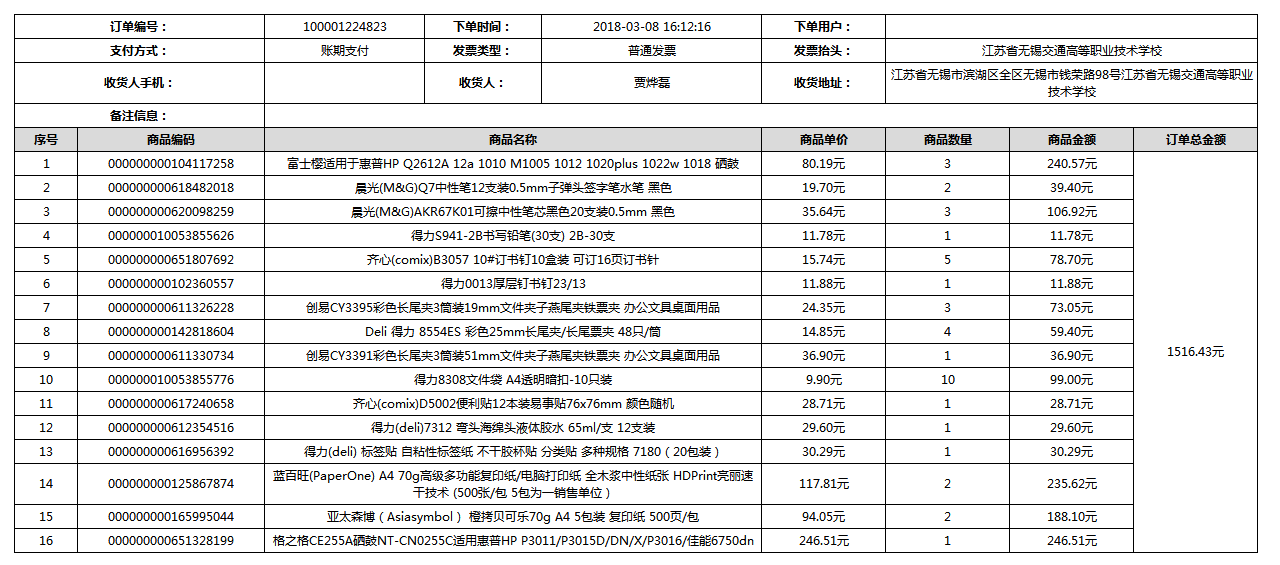 订单编号： 100001224823 下单时间： 2018-03-08 16:12:16 下单用户：
支付方式： 账期支付 发票类型： 普通发票 发票抬头： 江苏省无锡交通高等职业技术学校
收货人手机： 收货人： 贾烨磊 收货地址： 江苏省无锡市滨湖区全区无锡市钱荣路98号江苏省无锡交通高等职业
技术学校
备注信息：
序号 商品编码 商品名称 商品单价 商品数量 商品金额 订单总金额
1 000000000104117258 富士樱适用于惠普HP Q2612A 12a 1010 M1005 1012 1020plus 1022w 1018 硒鼓 80.19元 3 240.57元
2 000000000618482018 晨光(M&G)Q7中性笔12支装0.5mm子弹头签字笔水笔 黑色 19.70元 2 39.40元
3 000000000620098259 晨光(M&G)AKR67K01可擦中性笔芯黑色20支装0.5mm 黑色 35.64元 3 106.92元
4 000000010053855626 得力S941-2B书写铅笔(30支) 2B-30支 11.78元 1 11.78元
5 000000000651807692 齐心(comix)B3057 10#订书钉10盒装 可订16页订书针 15.74元 5 78.70元
6 000000000102360557 得力0013厚层钉书钉23/13 11.88元 1 11.88元
7 000000000611326228 创易CY3395彩色长尾夹3筒装19mm文件夹子燕尾夹铁票夹 办公文具桌面用品 24.35元 3 73.05元
8 000000000142818604 Deli 得力 8554ES 彩色25mm长尾夹/长尾票夹 48只/筒 14.85元 4 59.40元
9 000000000611330734 创易CY3391彩色长尾夹3筒装51mm文件夹子燕尾夹铁票夹 办公文具桌面用品 36.90元 1 36.90元
1516.43元
10 000000010053855776 得力8308文件袋 A4透明暗扣-10只装 9.90元 10 99.00元
11 000000000617240658 齐心(comix)D5002便利贴12本装易事贴76x76mm 颜色随机 28.71元 1 28.71元
12 000000000612354516 得力(deli)7312 弯头海绵头液体胶水 65ml/支 12支装 29.60元 1 29.60元
13 000000000616956392 得力(deli) 标签贴 自粘性标签纸 不干胶杯贴 分类贴 多种规格 7180（20包装） 30.29元 1 30.29元
14 000000000125867874 蓝百旺(PaperOne) A4 70g高级多功能复印纸/电脑打印纸 全木浆中性纸张 HDPrint亮丽速 117.81元 2 235.62元
干技术 (500张/包 5包为一销售单位）
15 000000000165995044 亚太森博（Asiasymbol） 橙拷贝可乐70g A4 5包装 复印纸 500页/包 94.05元 2 188.10元
16 000000000651328199 格之格CE255A硒鼓NT-CN0255C适用惠普HP P3011/P3015D/DN/X/P3016/佳能6750dn 246.51元 1 246.51元